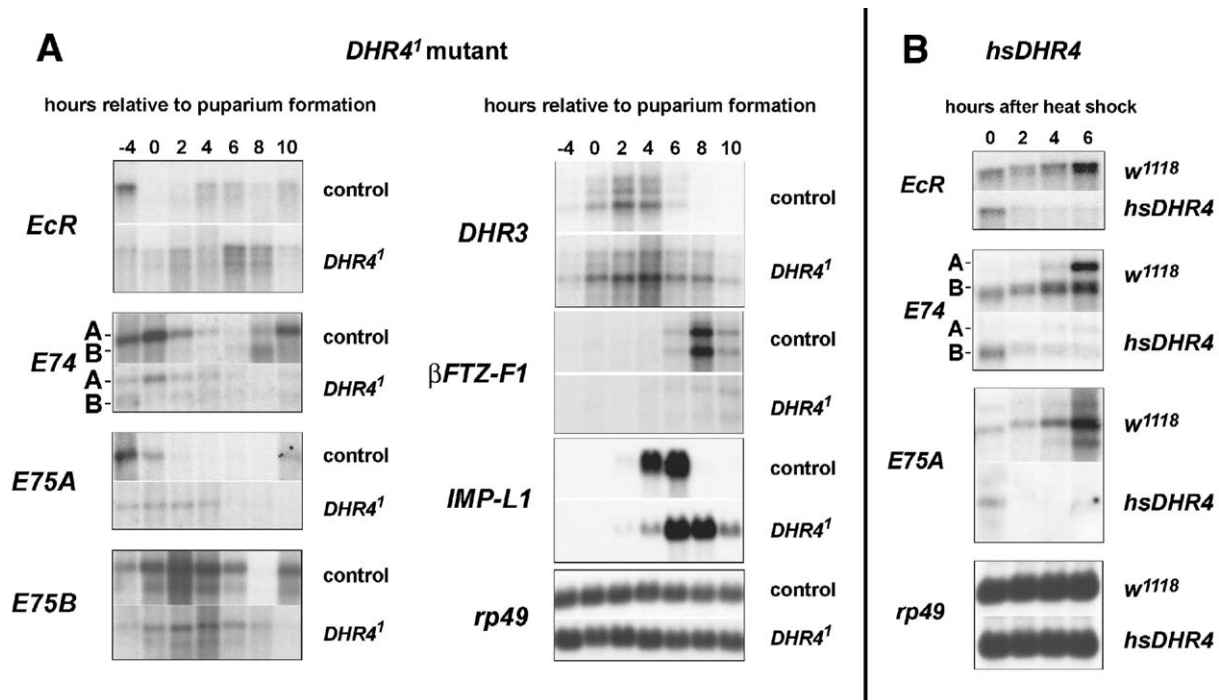 A
DHR4¹ mutant
hours relative to puparium formation
-4 0 2 4 6 8 10
EcR
control
DHR4¹
A-
B-
E74
A-
B-
control
DHR4¹
E75A
control
DHR4¹
E75B
control
DHR4¹
hours relative to puparium formation
-4 0 2 4 6 8 10
DHR3
control
DHR4¹
βFTZ-F1
control
DHR4¹
IMP-L1
control
DHR4¹
rp49
control
DHR4¹
B
hsDHR4
hours after heat shock
0 2 4 6
EcR
w¹¹¹⁸
hsDHR4
A-
B-
E74
A-
B-
w¹¹¹⁸
hsDHR4
E75A
w¹¹¹⁸
hsDHR4
rp49
w¹¹¹⁸
hsDHR4